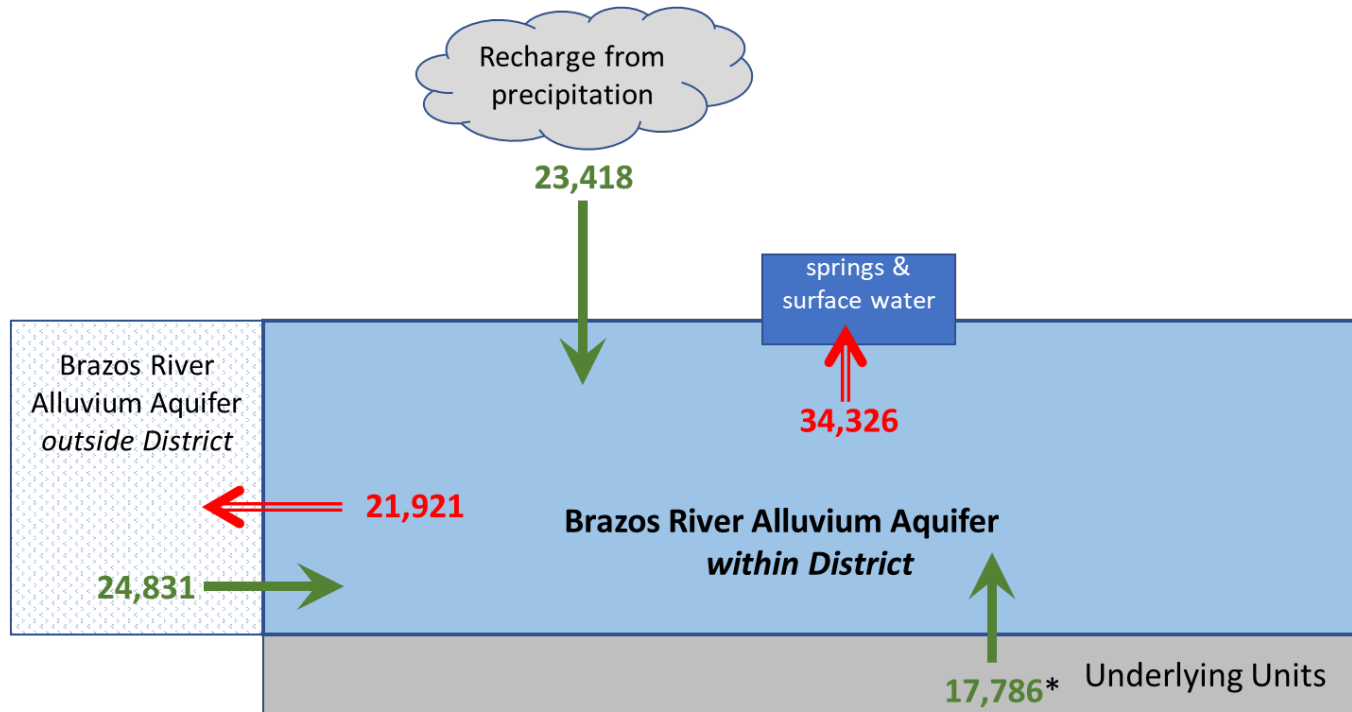 Recharge from
precipitation
23,418
springs &
surface water
34,326
Brazos River
Alluvium Aquifer
outside District
21,921
24,831
Brazos River Alluvium Aquifer
within District
17,786*
Underlying Units